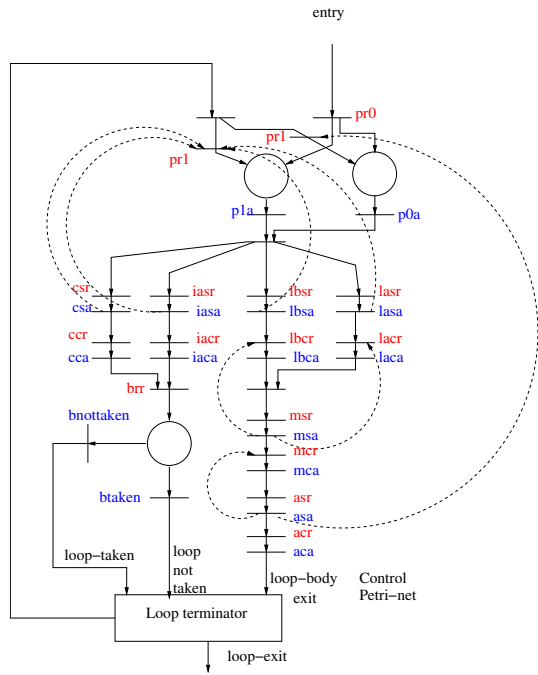 entry
pr0
pr1
pr1
p1a
p0a
csr
iasr
lbsr
lasr
csa
iasa
lbsa
lasa
ccr
iacr
lbcr
lacr
cca
iaca
lbca
laca
brr
msr
bnottaken
msa
mcr
mca
btaken
asr
asa
acr
aca
loop−taken
loop
not
taken
loop−body
exit
Control
Petri−net
Loop terminator
loop−exit